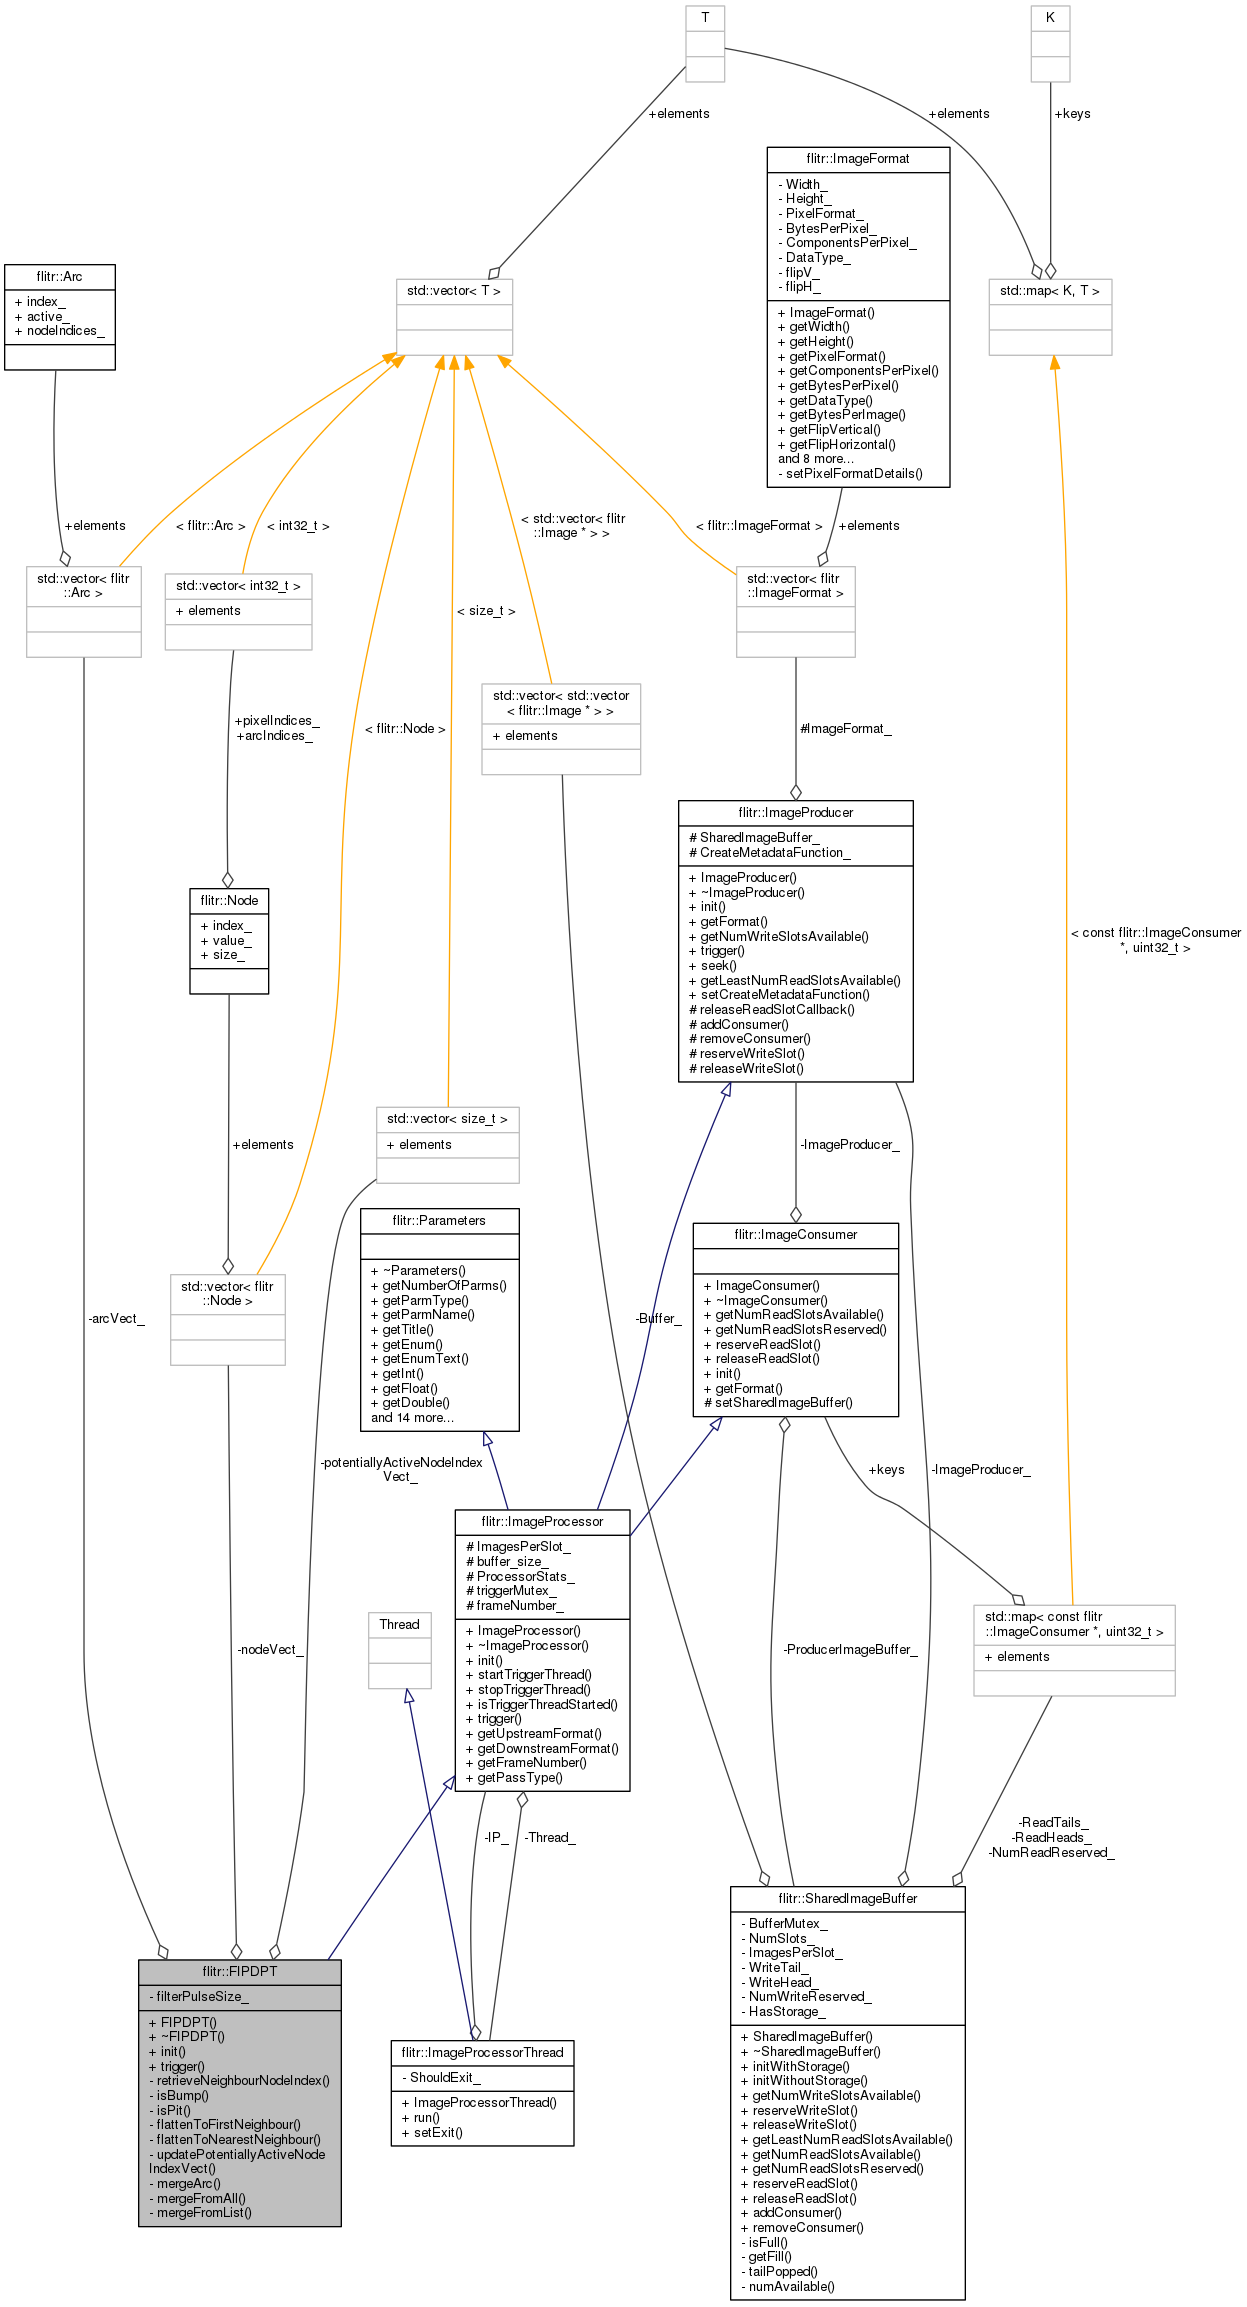 T
K
+elements
+elements
+keys
flitr::ImageFormat
- Width_
- Height_
- PixelFormat_
- BytesPerPixel_
- ComponentsPerPixel_
- DataType_
- flipV_
- flipH_
+ ImageFormat()
+ getWidth()
+ getHeight()
+ getPixelFormat()
+ getComponentsPerPixel()
+ getBytesPerPixel()
+ getDataType()
+ getBytesPerImage()
+ getFlipVertical()
+ getFlipHorizontal()
and 8 more...
- setPixelFormatDetails()
flitr::Arc
+ index_
+ active_
+ nodeIndices_
std::vector< T >
std::map< K, T >
+elements
< flitr::Arc >
< int32_t >
< std::vector< flitr
::Image * > >
< flitr::ImageFormat >
+elements
std::vector< flitr
::Arc >
std::vector< int32_t >
+ elements
< size_t >
std::vector< flitr
::ImageFormat >
std::vector< std::vector
< flitr::Image * > >
+ elements
+pixelIndices_
+arcIndices_
< flitr::Node >
#ImageFormat_
flitr::ImageProducer
# SharedImageBuffer_
# CreateMetadataFunction_
+ ImageProducer()
+ ~ImageProducer()
+ init()
+ getFormat()
+ getNumWriteSlotsAvailable()
+ trigger()
+ seek()
+ getLeastNumReadSlotsAvailable()
+ setCreateMetadataFunction()
# releaseReadSlotCallback()
# addConsumer()
# removeConsumer()
# reserveWriteSlot()
# releaseWriteSlot()
flitr::Node
+ index_
+ value_
+ size_
< const flitr::ImageConsumer
*, uint32_t >
std::vector< size_t >
+ elements
+elements
-ImageProducer_
flitr::Parameters
+ ~Parameters()
+ getNumberOfParms()
+ getParmType()
+ getParmName()
+ getTitle()
+ getEnum()
+ getEnumText()
+ getInt()
+ getFloat()
+ getDouble()
and 14 more...
flitr::ImageConsumer
+ ImageConsumer()
+ ~ImageConsumer()
+ getNumReadSlotsAvailable()
+ getNumReadSlotsReserved()
+ reserveReadSlot()
+ releaseReadSlot()
+ init()
+ getFormat()
# setSharedImageBuffer()
std::vector< flitr
::Node >
-arcVect_
-Buffer_
-potentiallyActiveNodeIndex
Vect_
+keys
-ImageProducer_
flitr::ImageProcessor
# ImagesPerSlot_
# buffer_size_
# ProcessorStats_
# triggerMutex_
# frameNumber_
+ ImageProcessor()
+ ~ImageProcessor()
+ init()
+ startTriggerThread()
+ stopTriggerThread()
+ isTriggerThreadStarted()
+ trigger()
+ getUpstreamFormat()
+ getDownstreamFormat()
+ getFrameNumber()
+ getPassType()
Thread
-nodeVect_
-ProducerImageBuffer_
std::map< const flitr
::ImageConsumer *, uint32_t >
+ elements
-IP_
-Thread_
-ReadTails_
-ReadHeads_
-NumReadReserved_
flitr::FIPDPT
- filterPulseSize_
+ FIPDPT()
+ ~FIPDPT()
+ init()
+ trigger()
- retrieveNeighbourNodeIndex()
- isBump()
- isPit()
- flattenToFirstNeighbour()
- flattenToNearestNeighbour()
- updatePotentiallyActiveNode
IndexVect()
- mergeArc()
- mergeFromAll()
- mergeFromList()
flitr::ImageProcessorThread
- ShouldExit_
+ ImageProcessorThread()
+ run()
+ setExit()
flitr::SharedImageBuffer
- BufferMutex_
- NumSlots_
- ImagesPerSlot_
- WriteTail_
- WriteHead_
- NumWriteReserved_
- HasStorage_
+ SharedImageBuffer()
+ ~SharedImageBuffer()
+ initWithStorage()
+ initWithoutStorage()
+ getNumWriteSlotsAvailable()
+ reserveWriteSlot()
+ releaseWriteSlot()
+ getLeastNumReadSlotsAvailable()
+ getNumReadSlotsAvailable()
+ getNumReadSlotsReserved()
+ reserveReadSlot()
+ releaseReadSlot()
+ addConsumer()
+ removeConsumer()
- isFull()
- getFill()
- tailPopped()
- numAvailable()